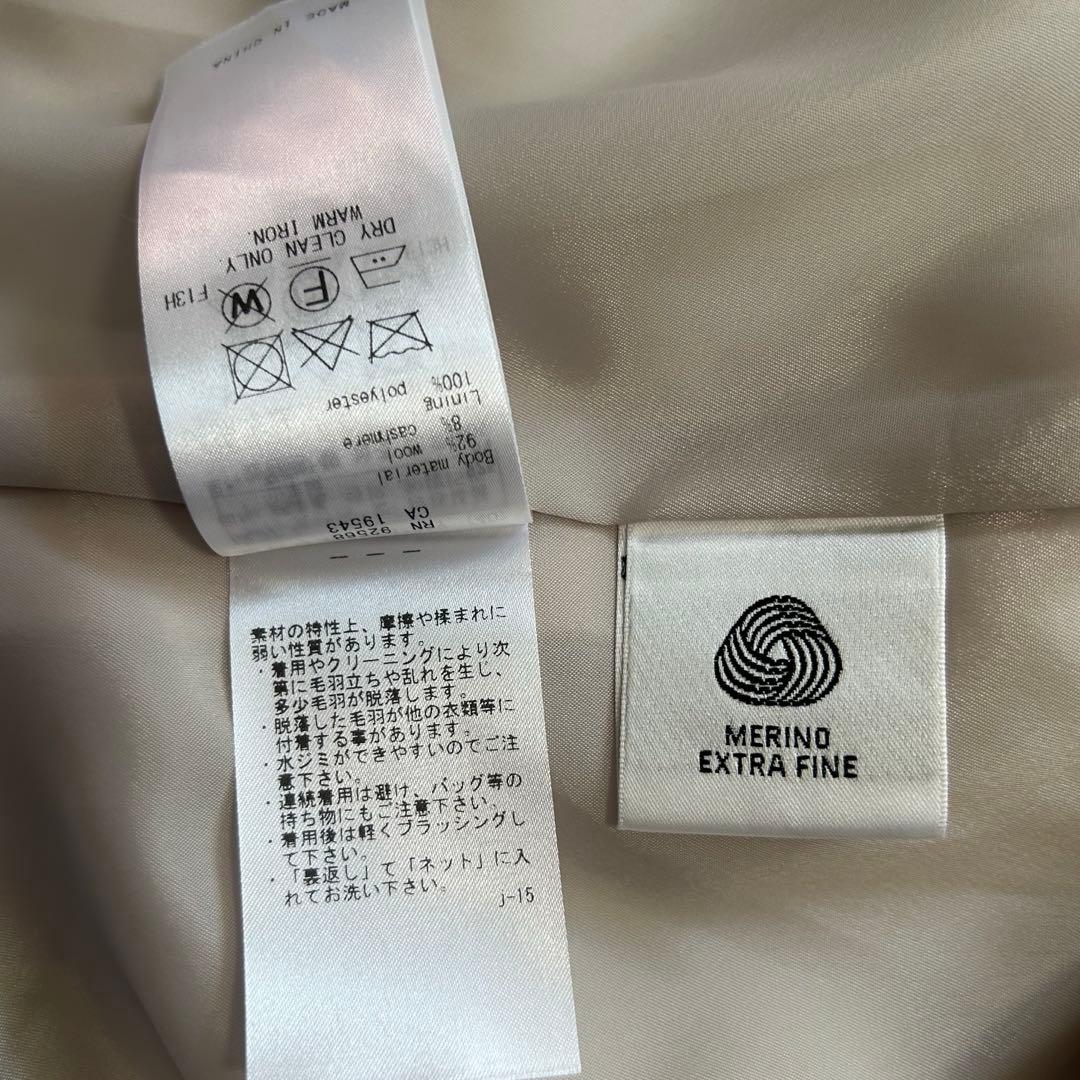 RN 92568
CA 19543
Body material
92% wool
8% cashmere
Lining
100% polyester
F13H
DRY CLEAN ONLY.
WARM IRON.
MADE IN CHINA
素材の特性上、摩擦や揉まれに
弱い性質があります。
・着用やクリーニングにより次
第に毛羽立ちや乱れを生じ、
多少毛羽が脱落します。
・脱落した毛羽が他の衣類等に
付着する事があります。
・水ジミができやすいのでご注
意下さい。
・連続着用は避け、バッグ等の
持ち物にもご注意下さい。
・着用後は軽くブラッシングし
て下さい。
・「裏返し」て「ネット」に入
れてお洗い下さい。
j-15
MERINO
EXTRA FINE